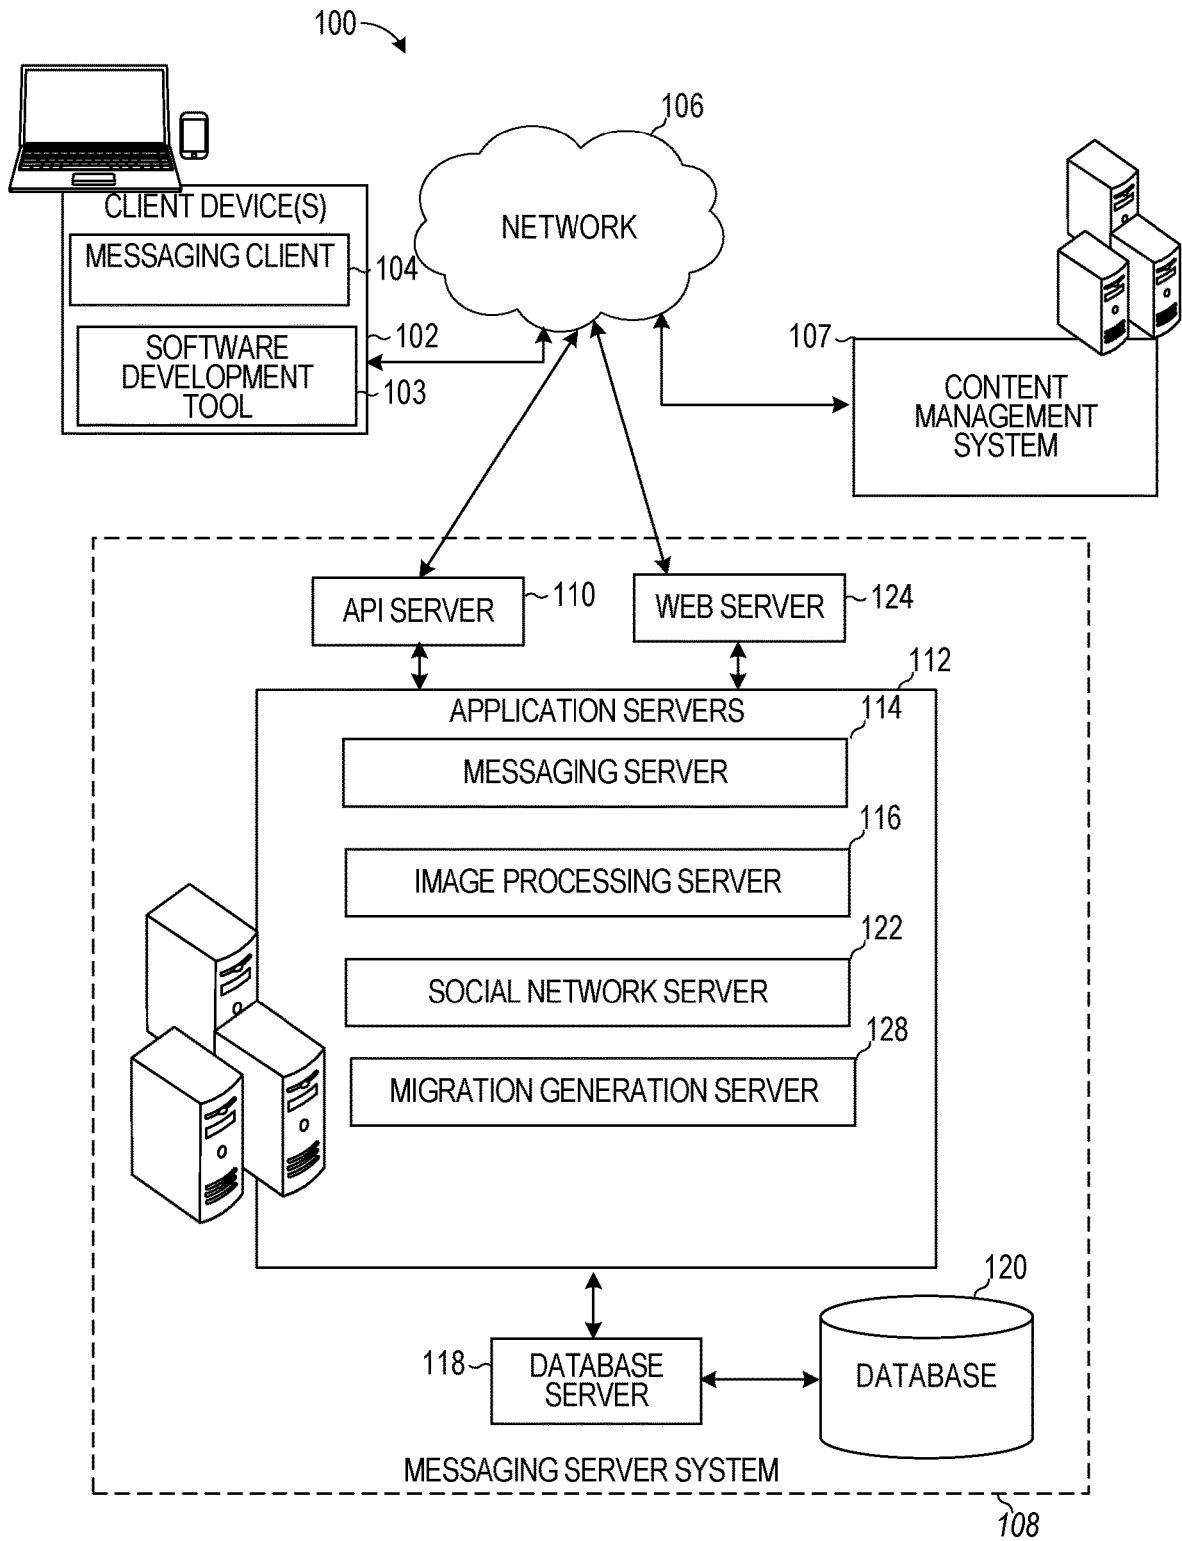 100
106
CLIENT DEVICE(S)
NETWORK
MESSAGING CLIENT
104
102
107
SOFTWARE
DEVELOPMENT
TOOL
103
CONTENT
MANAGEMENT
SYSTEM
API SERVER
110
WEB SERVER
124
112
APPLICATION SERVERS
114
MESSAGING SERVER
116
IMAGE PROCESSING SERVER
122
SOCIAL NETWORK SERVER
128
MIGRATION GENERATION SERVER
120
118
DATABASE
SERVER
DATABASE
MESSAGING SERVER SYSTEM
108